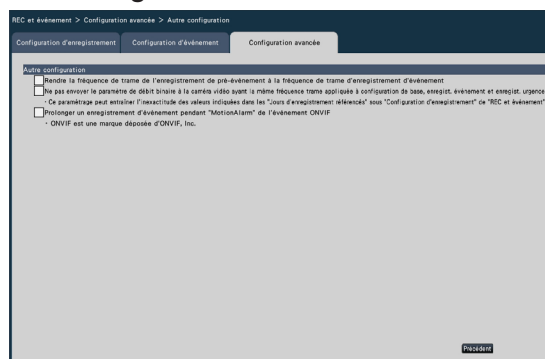 REC et événement > Configuration avancée > Autre configuration
Configuration d'enregistrement Configuration d'événement Configuration avancée
Autre configuration
Rendre la fréquence de trame de l'enregistrement de pré-événement à la fréquence de trame d'enregistrement d'événement
Ne pas envoyer le paramètre de débit binaire à la caméra vidéo ayant la même fréquence trame appliquée à configuration de base, enregist. événement et enregist. urgence
・Ce paramétrage peut entraîner l'inexactitude des valeurs indiquées dans les "Jours d'enregistrement référencés" sous "Configuration d'enregistrement" de "REC et événement"
Prolonger un enregistrement d'événement pendant "MotionAlarm" de l'événement ONVIF
・ONVIF est une marque déposée d'ONVIF, Inc.
Précédent